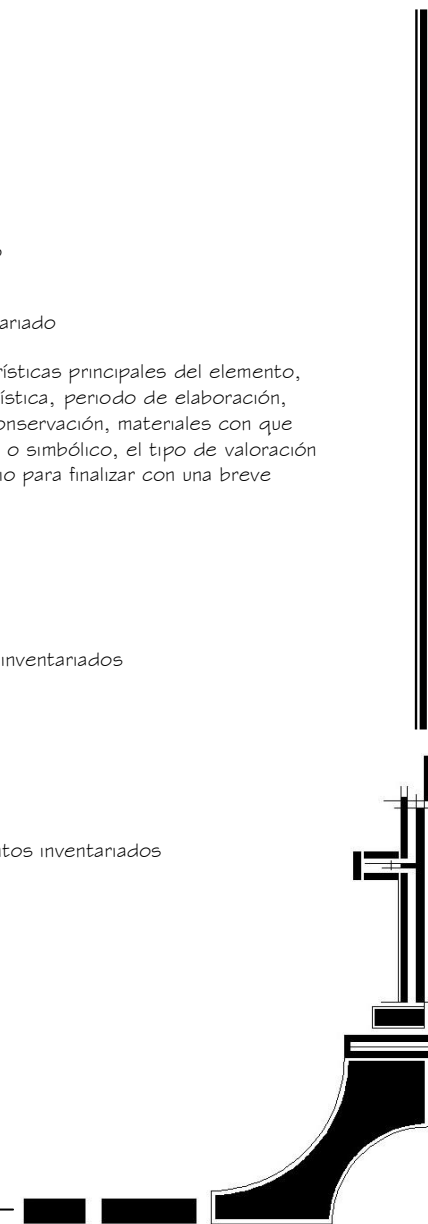 o
ariado
rísticas principales del elemento,
ística, periodo de elaboración,
onservación, materiales con que
o simbólico, el tipo de valoración
no para finalizar con una breve
inventariados
ntos inventariados